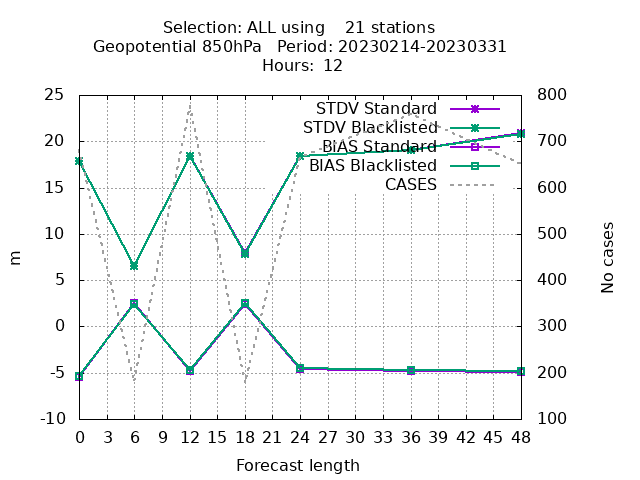 Selection: ALL using    21 stations
Geopotential 850hPa   Period: 20230214-20230331
Hours:  12
STDV Standard
STDV Blacklisted
BIAS Standard
BIAS Blacklisted
CASES
25
20
15
10
5
0
-5
-10
m
800
700
600
500
400
300
200
100
No cases
0 3 6 9 12 15 18 21 24 27 30 33 36 39 42 45 48
Forecast length